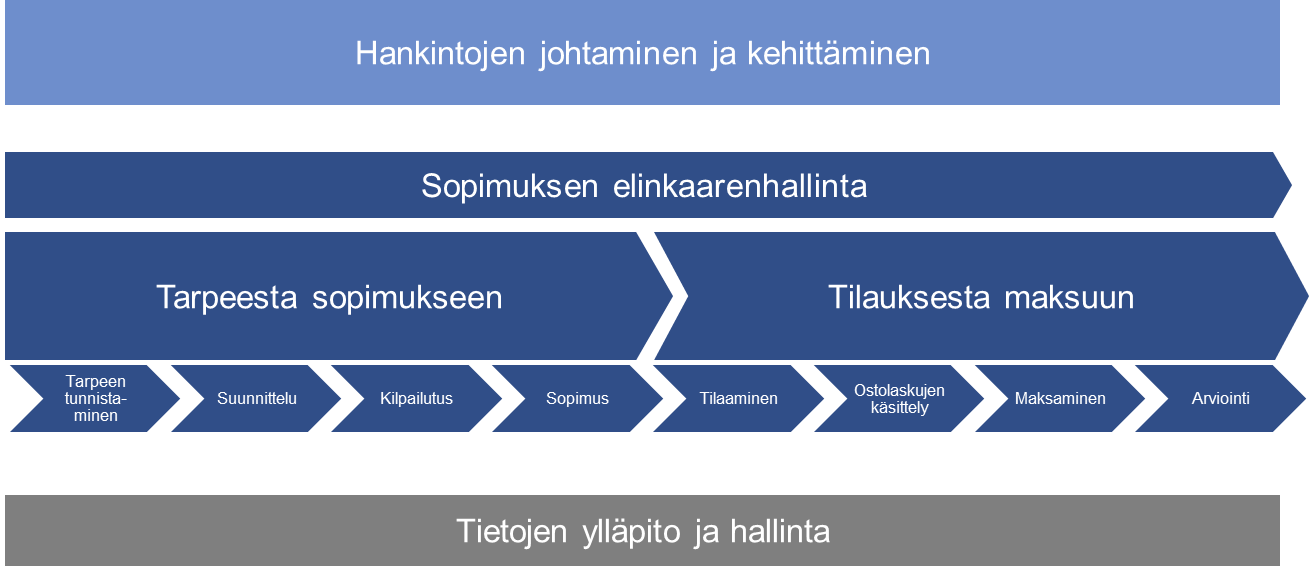 Hankintojen johtaminen ja kehittäminen
Sopimuksen elinkaarenhallinta
Tarpeesta sopimukseen
Tilauksesta maksuun
Tarpeen
tunnista-
minen
Suunnittelu
Kilpailutus
Sopimus
Tilaaminen
Ostolaskujen
käsittely
Maksaminen
Arviointi
Tietojen ylläpito ja hallinta